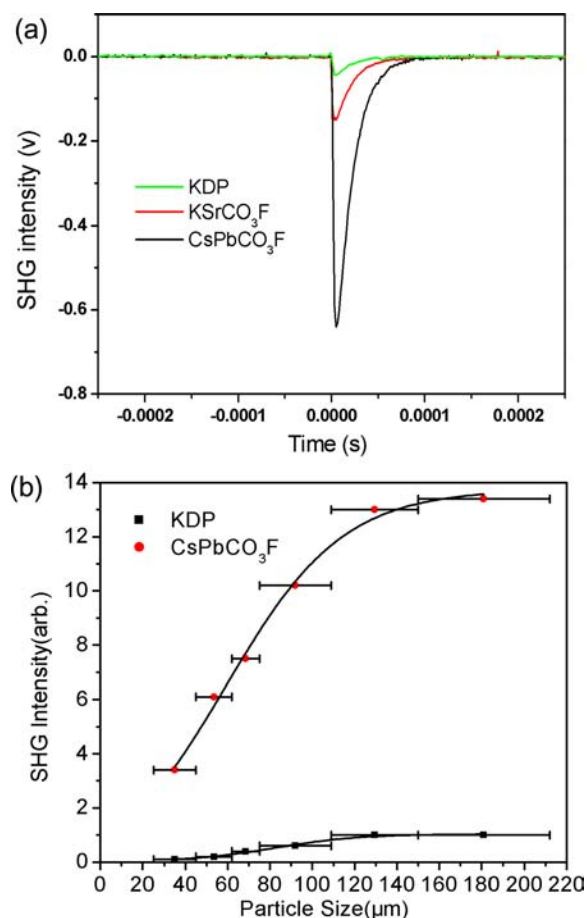 (a)
0.0
-0.2
-0.4
-0.6
-0.8
SHG intensity (v)
KDP
KSrCO₃F
CsPbCO₃F
-0.0002 -0.0001 0.0000 0.0001 0.0002
Time (s)
(b)
14
12
10
8
6
4
2
0
SHG Intensity(arb.)
KDP
CsPbCO₃F
0 20 40 60 80 100 120 140 160 180 200 220
Particle Size(μm)